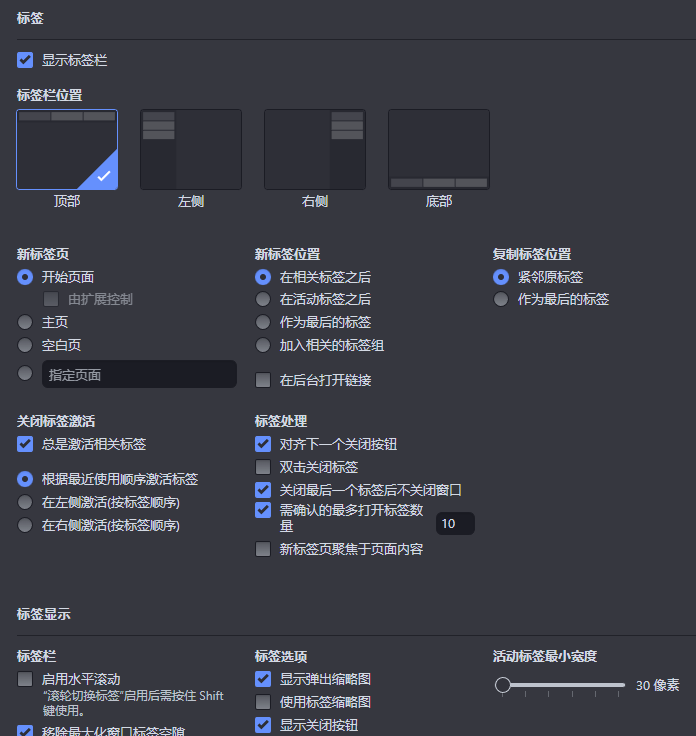 标签
显示标签栏
标签栏位置
顶部
左侧
右侧
底部
新标签页
开始页面
由扩展控制
主页
空白页
指定页面
新标签位置
在相关标签之后
在活动标签之后
作为最后的标签
加入相关的标签组
在后台打开链接
复制标签位置
紧邻原标签
作为最后的标签
关闭标签激活
总是激活相关标签
根据最近使用顺序激活标签
在左侧激活(按标签顺序)
在右侧激活(按标签顺序)
标签处理
对齐下一个关闭按钮
双击关闭标签
关闭最后一个标签后不关闭窗口
需确认的最多打开标签数
量
10
新标签页聚焦于页面内容
标签显示
标签栏
启用水平滚动
“滚轮切换标签”启用后需按住 Shift
键使用。
移除最大化窗口标签空隙
标签选项
显示弹出缩略图
使用标签缩略图
显示关闭按钮
活动标签最小宽度
30 像素